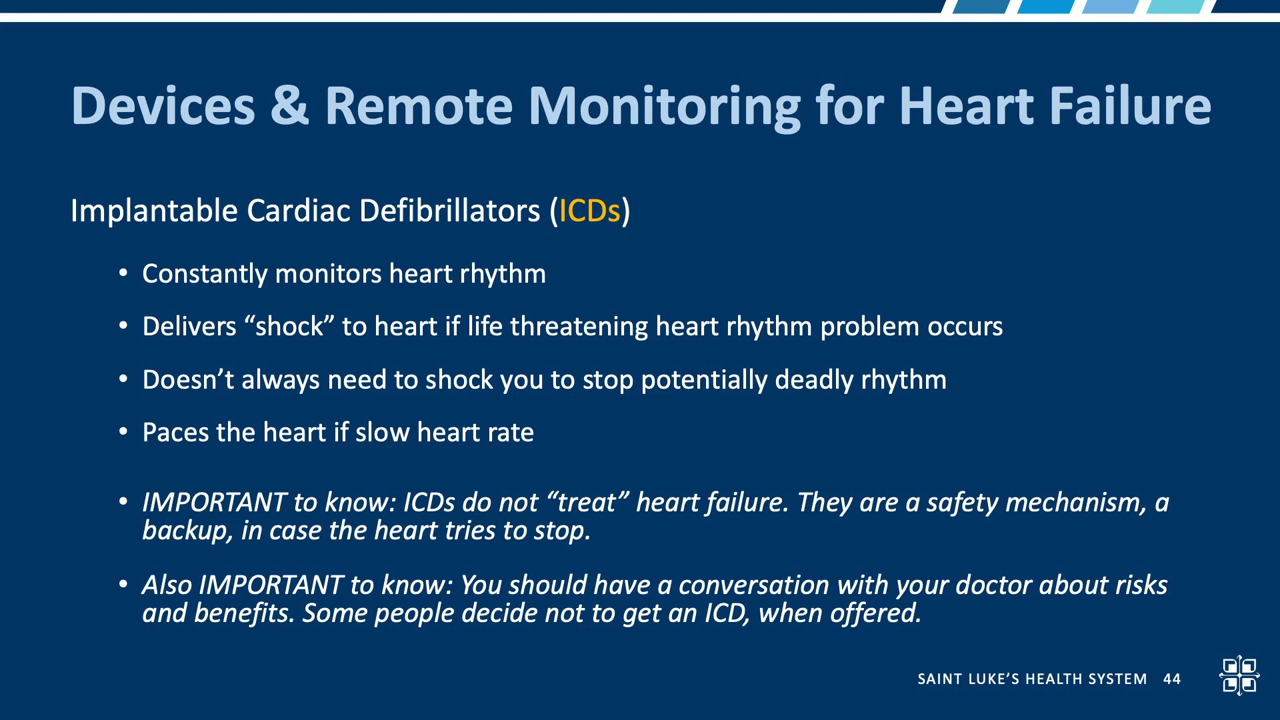 Devices & Remote Monitoring for Heart Failure
Implantable Cardiac Defibrillators (ICDs)
• Constantly monitors heart rhythm
• Delivers “shock” to heart if life threatening heart rhythm problem occurs
• Doesn’t always need to shock you to stop potentially deadly rhythm
• Paces the heart if slow heart rate
• IMPORTANT to know: ICDs do not “treat” heart failure. They are a safety mechanism, a
backup, in case the heart tries to stop.
• Also IMPORTANT to know: You should have a conversation with your doctor about risks
and benefits. Some people decide not to get an ICD, when offered.
SAINT LUKE’S HEALTH SYSTEM 44